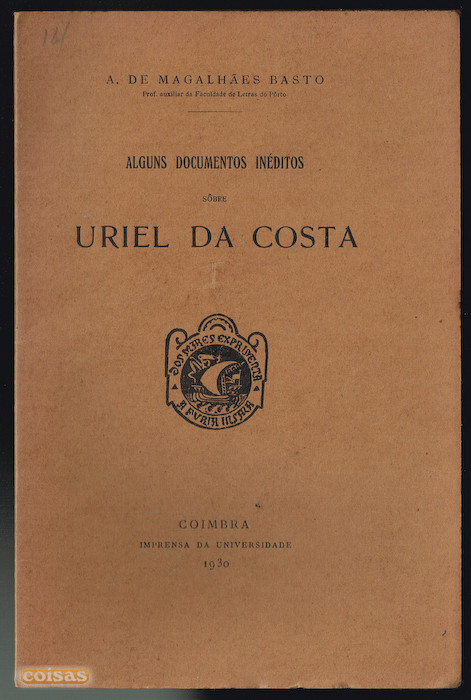 A. DE MAGALHÃES BASTO
Prof. auxiliar da Faculdade de Letras do Pôrto
ALGUNS DOCUMENTOS INÉDITOS
SÔBRE
URIEL DA COSTA
COIMBRA
IMPRENSA DA UNIVERSIDADE
1930
coisas